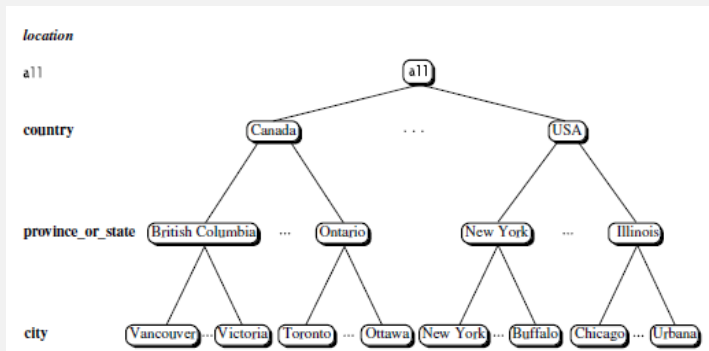 location
all all
country Canada ... USA
province_or_state British Columbia ... Ontario New York ... Illinois
city Vancouver ... Victoria Toronto ... Ottawa New York ... Buffalo Chicago ... Urbana